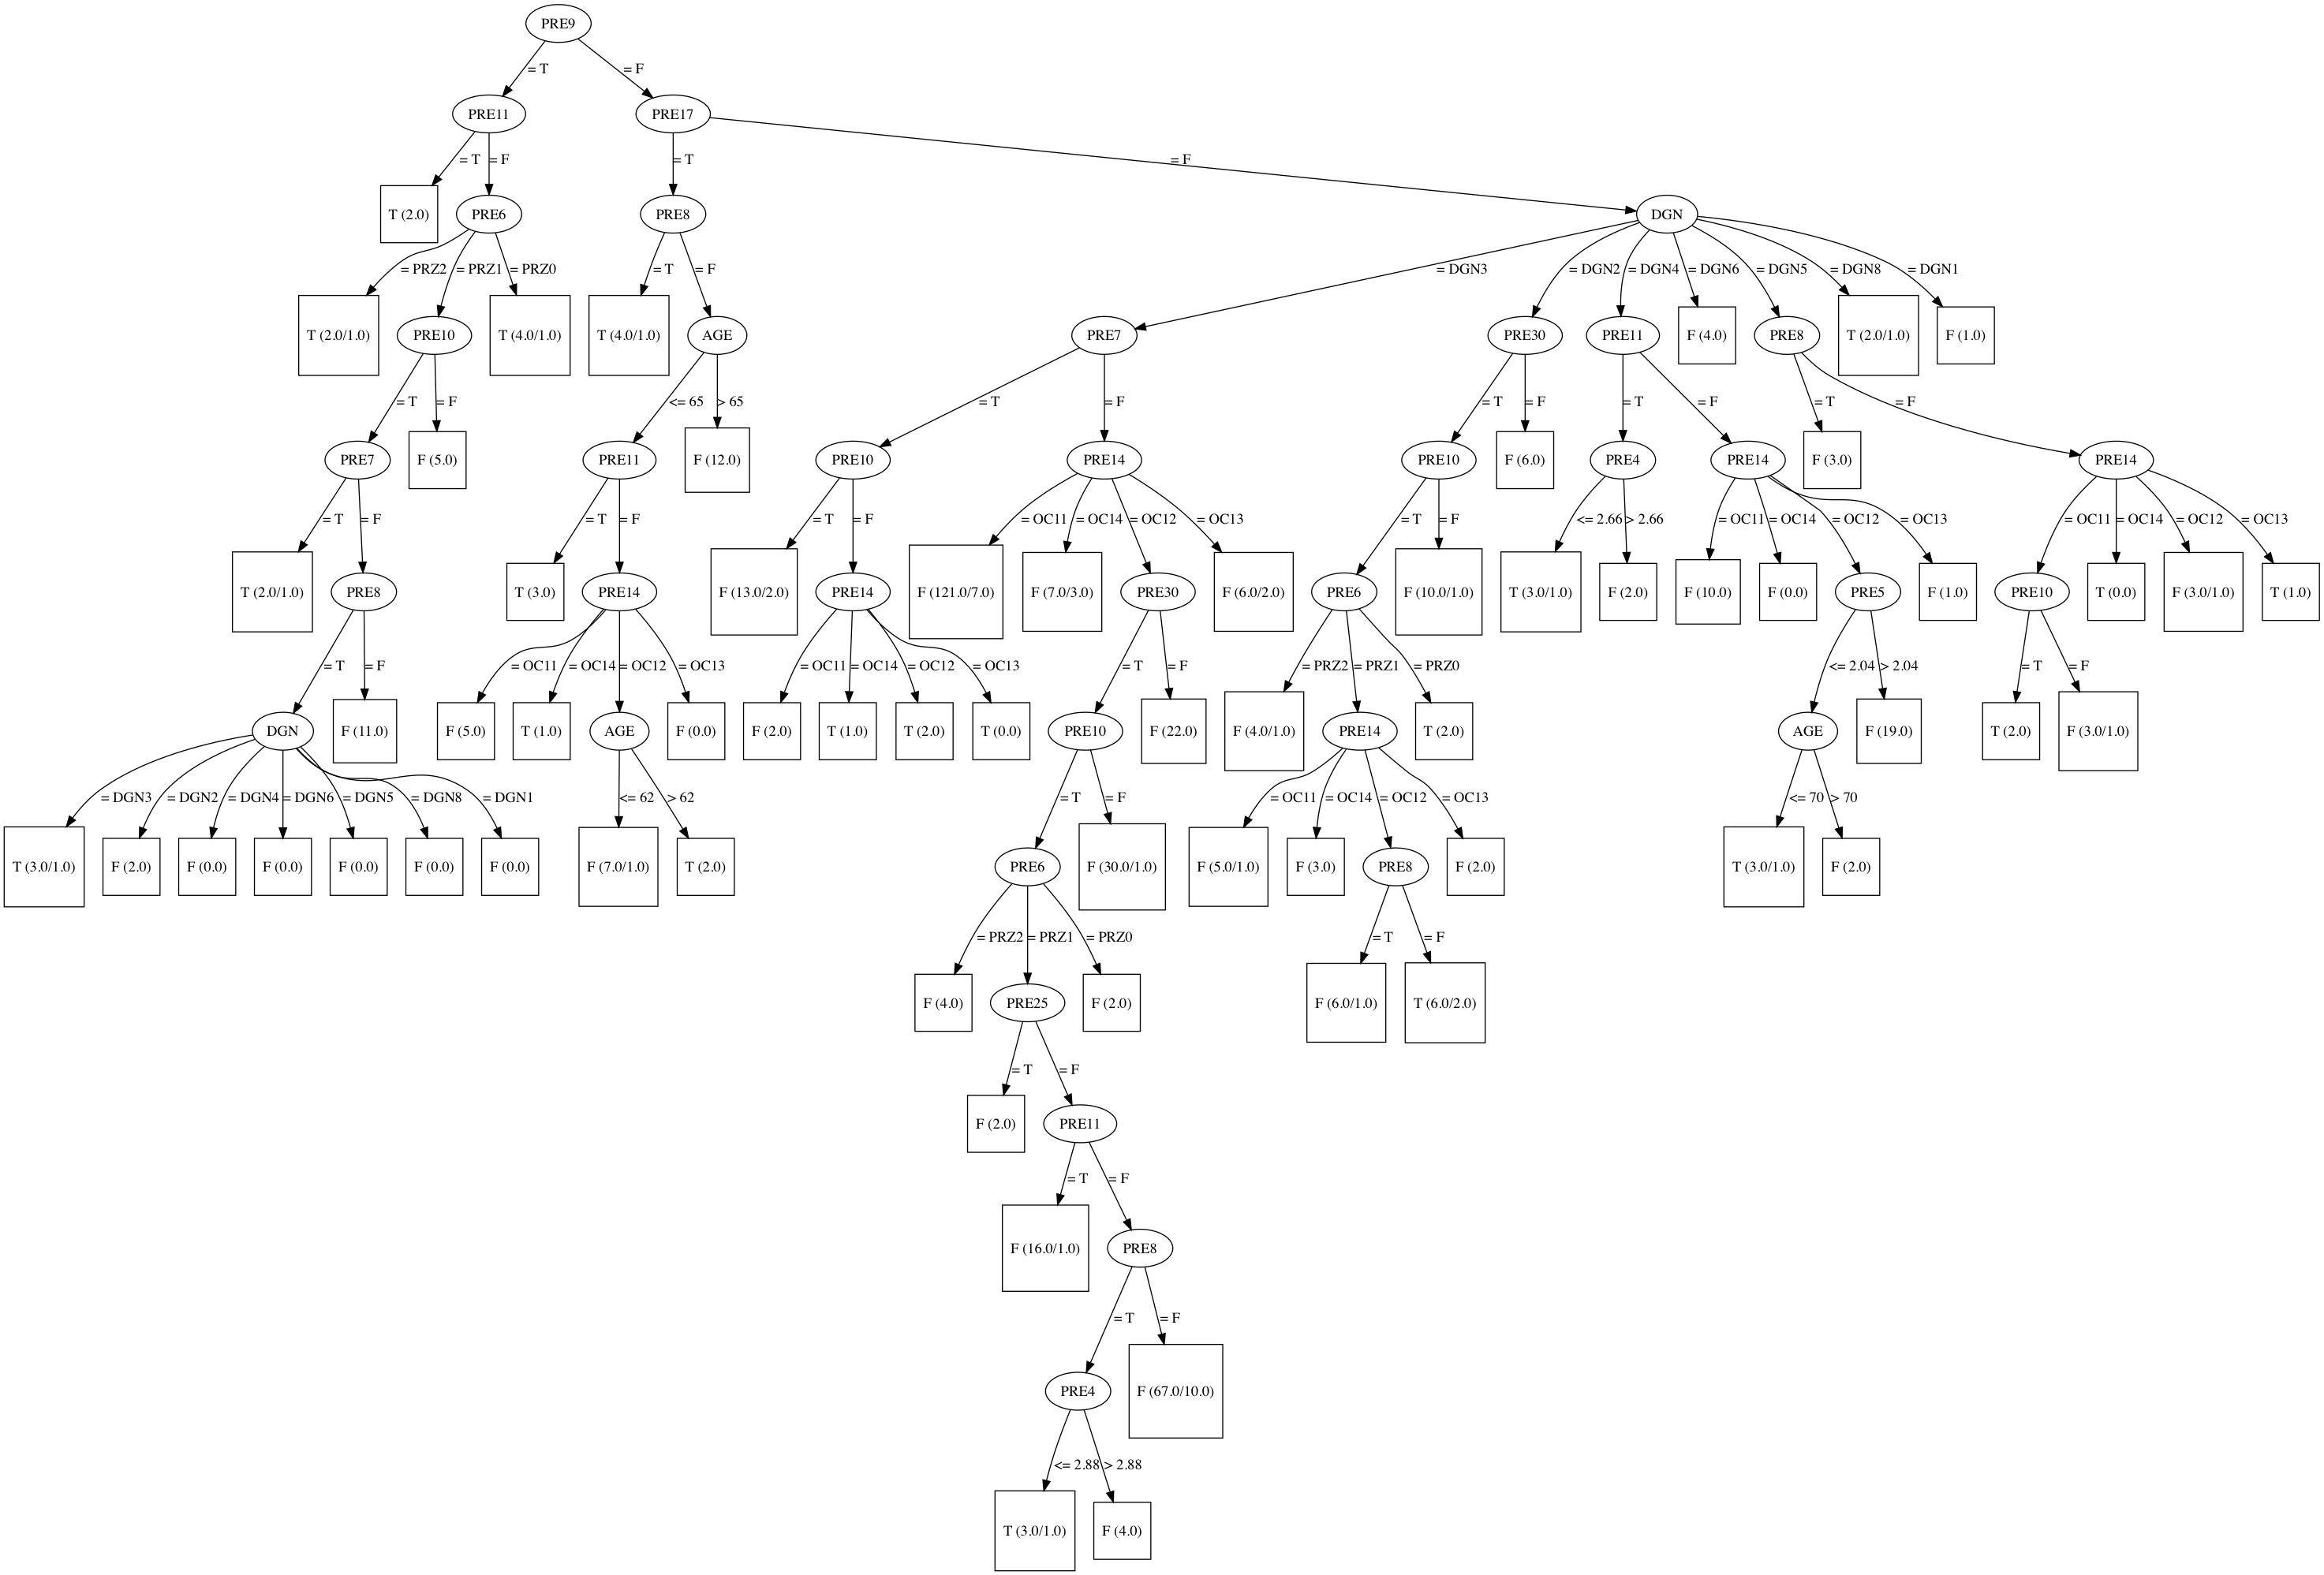 PRE9
= T
= F
PRE11
PRE17
= T
= F
= T
= F
T (2.0)
PRE6
PRE8
DGN
= PRZ2
= PRZ1
= PRZ0
= T
= F
= DGN3
= DGN2
= DGN4
= DGN6
= DGN5
= DGN8
= DGN1
T (2.0/1.0)
PRE10
T (4.0/1.0)
T (4.0/1.0)
AGE
PRE7
PRE30
PRE11
F (4.0)
PRE8
T (2.0/1.0)
F (1.0)
= T
= F
<= 65
> 65
= T
= F
= T
= F
= T
= F
= T
= F
PRE7
F (5.0)
PRE11
F (12.0)
PRE10
PRE14
PRE10
F (6.0)
PRE4
PRE14
F (3.0)
PRE14
= T
= F
= T
= F
= T
= F
= OC11
= OC14
= OC12
= OC13
= T
= F
<= 2.66
> 2.66
= OC11
= OC14
= OC12
= OC13
= OC11
= OC14
= OC12
= OC13
T (2.0/1.0)
PRE8
T (3.0)
PRE14
F (13.0/2.0)
PRE14
F (121.0/7.0)
F (7.0/3.0)
PRE30
F (6.0/2.0)
PRE6
F (10.0/1.0)
T (3.0/1.0)
F (2.0)
F (10.0)
F (0.0)
PRE5
F (1.0)
PRE10
T (0.0)
F (3.0/1.0)
T (1.0)
= T
= F
= OC11
= OC14
= OC12
= OC13
= OC11
= OC14
= OC12
= OC13
= T
= F
= PRZ2
= PRZ1
= PRZ0
<= 2.04
> 2.04
= T
= F
DGN
F (11.0)
F (5.0)
T (1.0)
AGE
F (0.0)
F (2.0)
T (1.0)
T (2.0)
T (0.0)
PRE10
F (22.0)
F (4.0/1.0)
PRE14
T (2.0)
AGE
F (19.0)
T (2.0)
F (3.0/1.0)
= DGN3
= DGN2
= DGN4
= DGN6
= DGN5
= DGN8
= DGN1
<= 62
> 62
= T
= F
= OC11
= OC14
= OC12
= OC13
<= 70
> 70
T (3.0/1.0)
F (2.0)
F (0.0)
F (0.0)
F (0.0)
F (0.0)
F (0.0)
F (7.0/1.0)
T (2.0)
PRE6
F (30.0/1.0)
F (5.0/1.0)
F (3.0)
PRE8
F (2.0)
T (3.0/1.0)
F (2.0)
= PRZ2
= PRZ1
= PRZ0
= T
= F
F (4.0)
PRE25
F (2.0)
F (6.0/1.0)
T (6.0/2.0)
= T
= F
F (2.0)
PRE11
= T
= F
F (16.0/1.0)
PRE8
= T
= F
PRE4
F (67.0/10.0)
<= 2.88
> 2.88
T (3.0/1.0)
F (4.0)